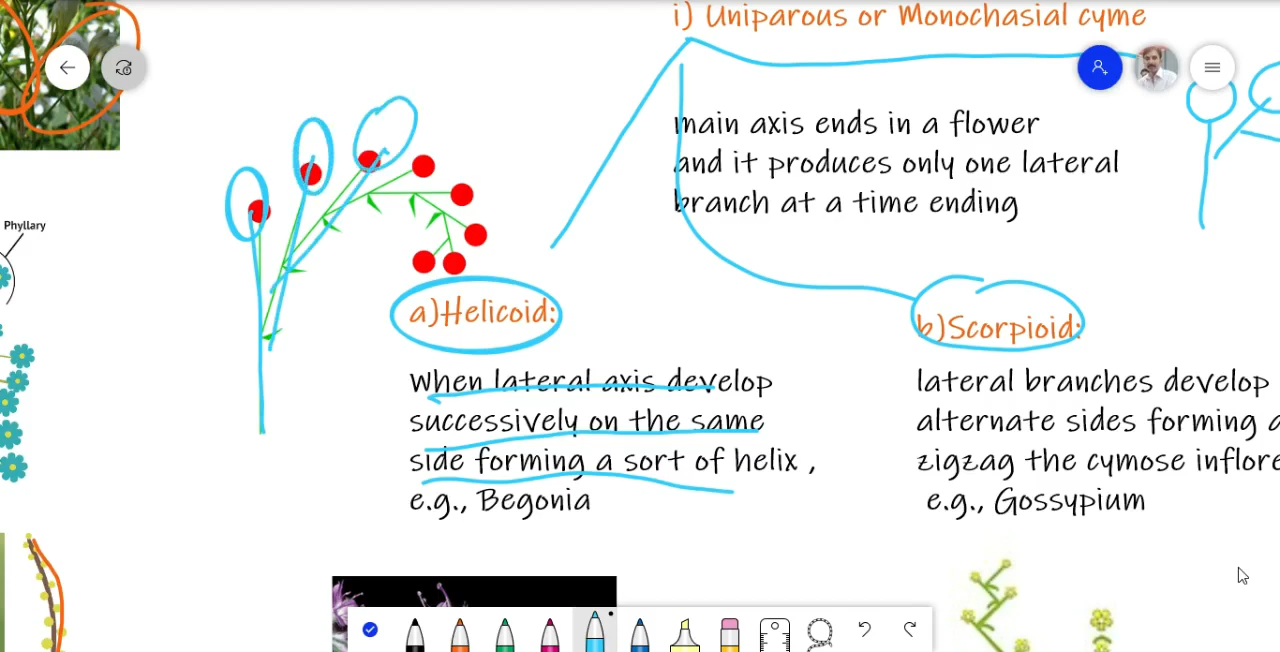 i) Uniparous or Monochasial cyme
main axis ends in a flower
and it produces only one lateral
branch at a time ending
Phyllary
a)Helicoid:
When lateral axis develop
successively on the same
side forming a sort of helix ,
e.g., Begonia
b)Scorpioid:
lateral branches develop
alternate sides forming
zigzag the cymose
e.g., Gossypium